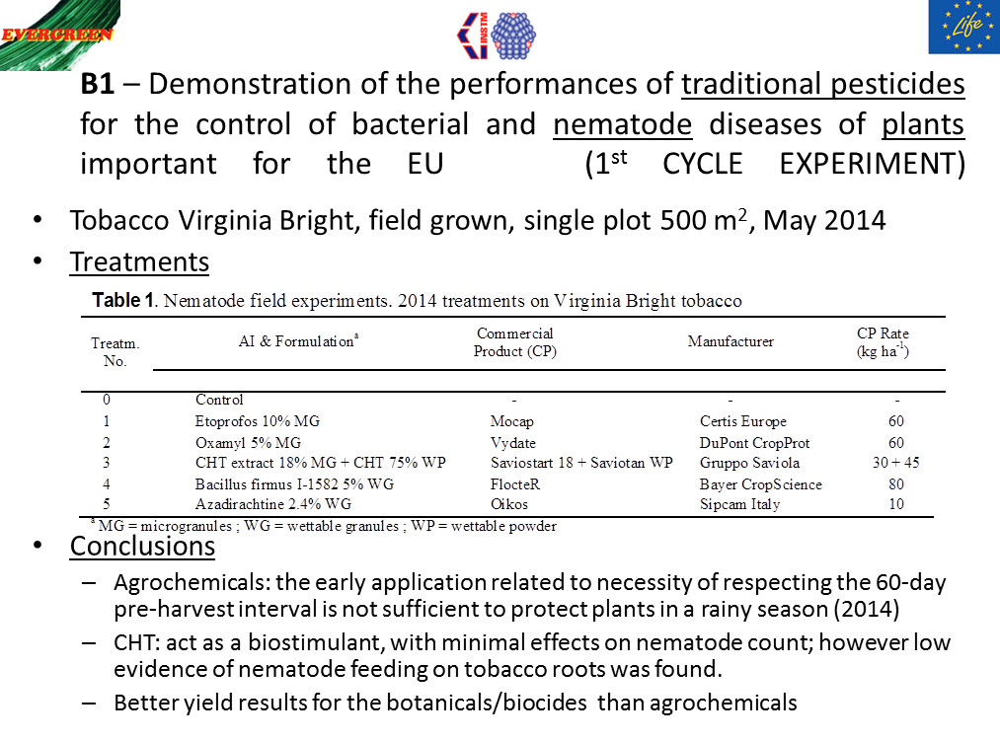 EVERGREEN
INSTM
Life
B1 – Demonstration of the performances of traditional pesticides
for the control of bacterial and nematode diseases of plants
important for the EU (1st CYCLE EXPERIMENT)
• Tobacco Virginia Bright, field grown, single plot 500 m2, May 2014
• Treatments
Table 1. Nematode field experiments. 2014 treatments on Virginia Bright tobacco
Treatm. No. AI & Formulationa Commercial Product (CP) Manufacturer CP Rate (kg ha-1)
0 Control - - -
1 Etoprofos 10% MG Mocap Certis Europe 60
2 Oxamyl 5% MG Vydate DuPont CropProt 60
3 CHT extract 18% MG + CHT 75% WP Saviostart 18 + Saviotan WP Gruppo Saviola 30 + 45
4 Bacillus firmus I-1582 5% WG FlocteR Bayer CropScience 80
5 Azadirachtine 2.4% WG Oikos Sipcam Italy 10
a MG = microgranules ; WG = wettable granules ; WP = wettable powder
• Conclusions
– Agrochemicals: the early application related to necessity of respecting the 60-day
pre-harvest interval is not sufficient to protect plants in a rainy season (2014)
– CHT: act as a biostimulant, with minimal effects on nematode count; however low
evidence of nematode feeding on tobacco roots was found.
– Better yield results for the botanicals/biocides than agrochemicals